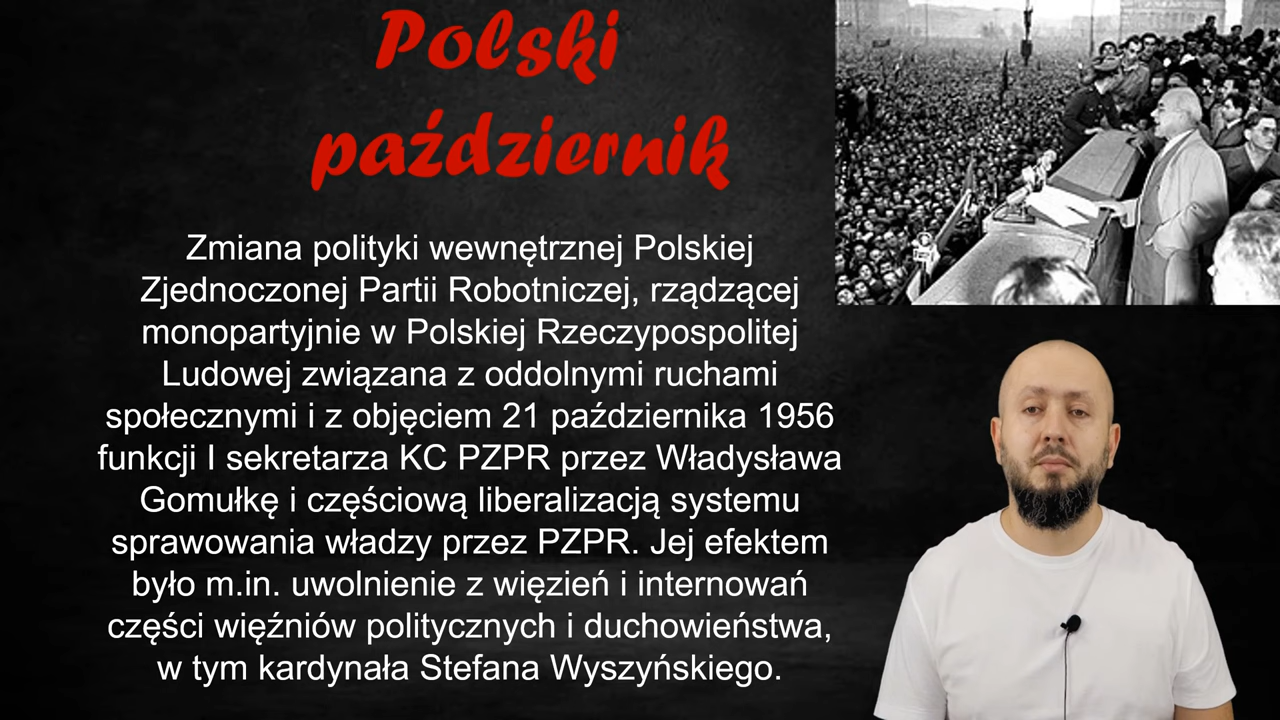 Polski
październik
Zmiana polityki wewnętrznej Polskiej
Zjednoczonej Partii Robotniczej, rządzącej
monopartyjnie w Polskiej Rzeczypospolitej
Ludowej związana z oddolnymi ruchami
społecznymi i z objęciem 21 października 1956
funkcji I sekretarza KC PZPR przez Władysława
Gomułkę i częściową liberalizacją systemu
sprawowania władzy przez PZPR. Jej efektem
było m.in. uwolnienie z więzień i internowań
części więźniów politycznych i duchowieństwa,
w tym kardynała Stefana Wyszyńskiego.